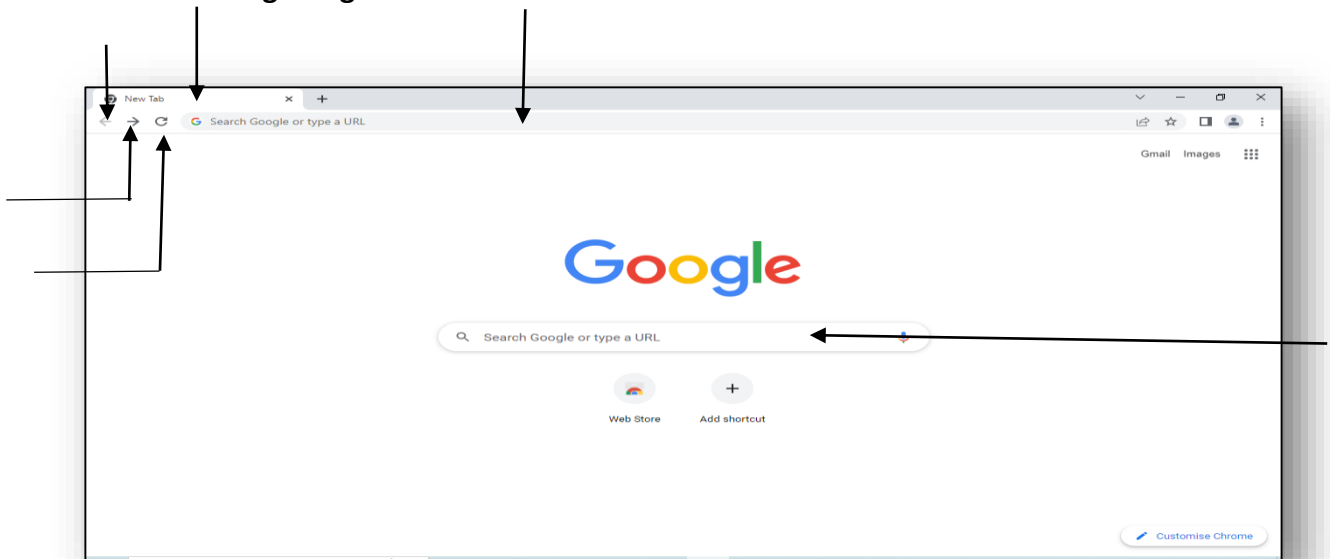 New Tab
Search Google or type a URL
Gmail Images
Google
Search Google or type a URL
Web Store Add shortcut
Customise Chrome